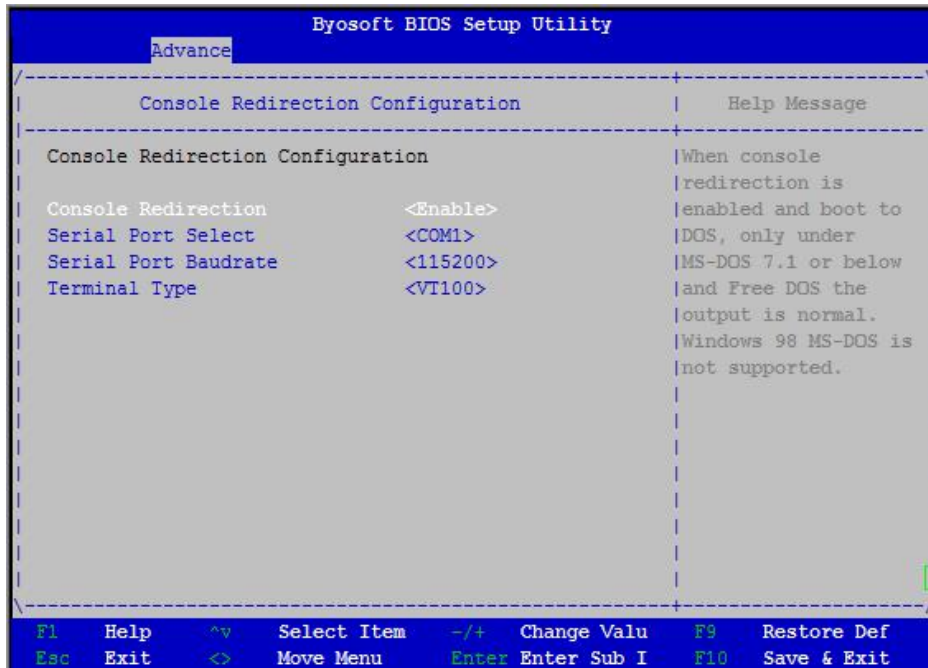 Byosoft BIOS Setup Utility
Advance
Console Redirection Configuration
Help Message
Console Redirection Configuration
Console Redirection <Enable>
Serial Port Select <COM1>
Serial Port Baudrate <115200>
Terminal Type <VT100>
When console
redirection is
enabled and boot to
DOS, only under
MS-DOS 7.1 or below
and Free DOS the
output is normal.
Windows 98 MS-DOS is
not supported.
F1 Help ^v Select Item -/+ Change Valu F9 Restore Def
Esc Exit <> Move Menu Enter Enter Sub I F10 Save & Exit